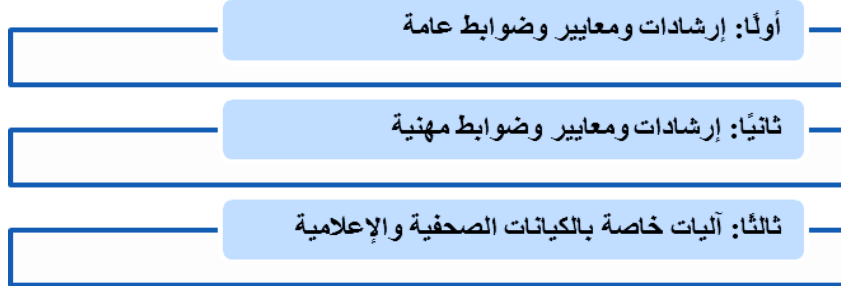 أولًا: إرشادات ومعايير وضوابط عامة
ثانيًا: إرشادات ومعايير وضوابط مهنية
ثالثًا: آليات خاصة بالكيانات الصحفية والإعلامية